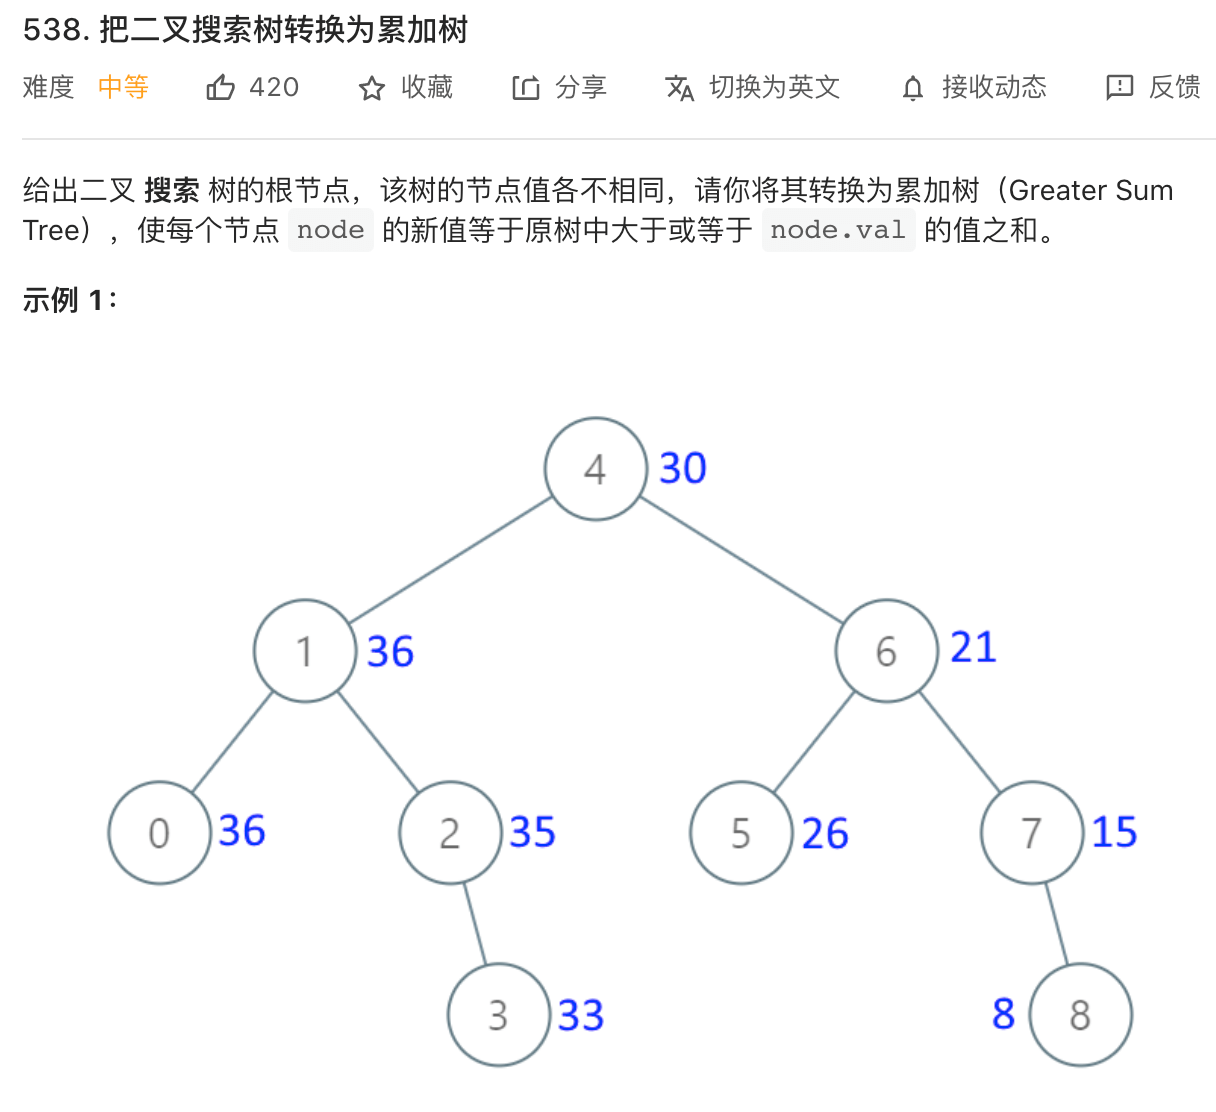 538. 把二叉搜索树转换为累加树
难度 中等 420 收藏 分享 切换为英文 接收动态 反馈
给出二叉 搜索 树的根节点，该树的节点值各不相同，请你将其转换为累加树（Greater Sum
Tree），使每个节点 node 的新值等于原树中大于或等于 node.val 的值之和。
示例 1：
4 30
1 36 6 21
0 36 2 35 5 26 7 15
3 33 8 8